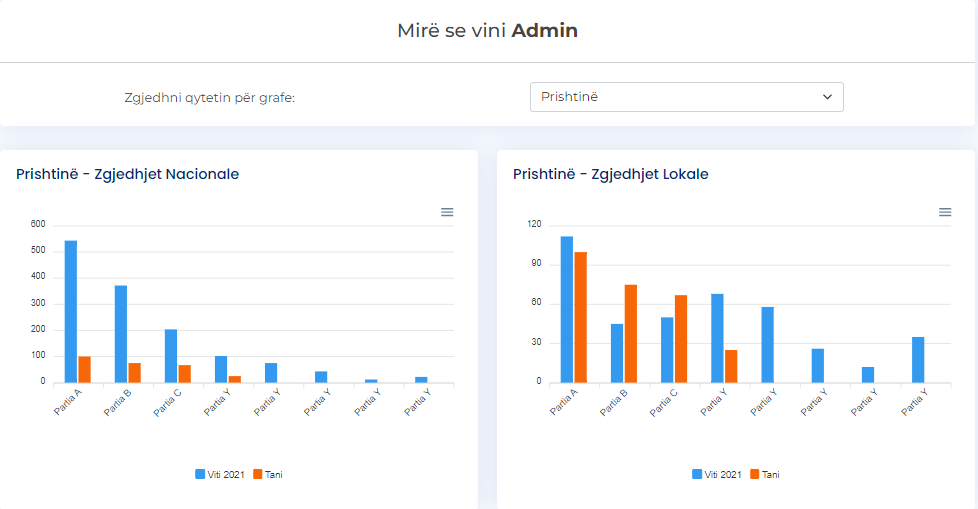 Mirë se vini Admin
Zgjedhni qytetin për grafe:
Prishtinë
Prishtinë - Zgjedhjet Nacionale
600
500
400
300
200
100
0
Partia A
Partia B
Partia C
Partia Y
Partia Y
Partia Y
Partia Y
Partia Y
Viti 2021
Tani
Prishtinë - Zgjedhjet Lokale
120
90
60
30
0
Partia A
Partia B
Partia C
Partia Y
Partia Y
Partia Y
Partia Y
Partia Y
Viti 2021
Tani